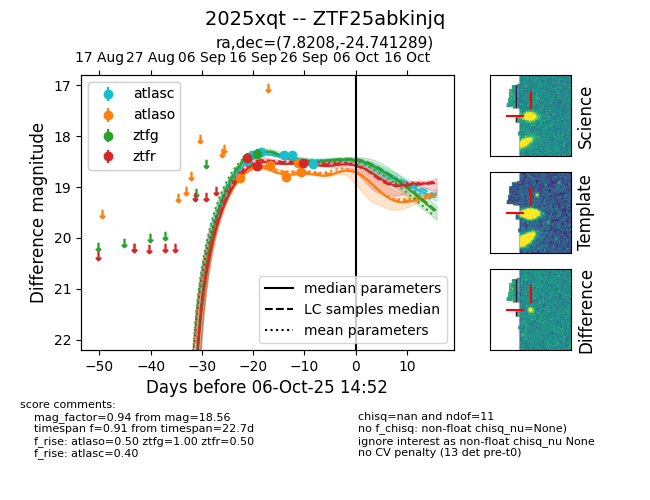 2025xqt -- ZTF25abkinjq
ra,dec=(7.8208,-24.741289)
17 Aug 27 Aug 06 Sep 16 Sep 26 Sep 06 Oct 16 Oct
17
18
19
20
21
22
Difference magnitude
atlasc
atlaso
ztfg
ztfr
median parameters
LC samples median
mean parameters
−50 −40 −30 −20 −10 0 10
Days before 06-Oct-25 14:52
Science
Template
Difference
score comments:
mag_factor=0.94 from mag=18.56
timespan f=0.91 from timespan=22.7d
f_rise: atlaso=0.50 ztfg=1.00 ztfr=0.50
f_rise: atlasc=0.40
chisq=nan and ndof=11
no f_chisq: non-float chisq_nu=None)
ignore interest as non-float chisq_nu None
no CV penalty (13 det pre-t0)